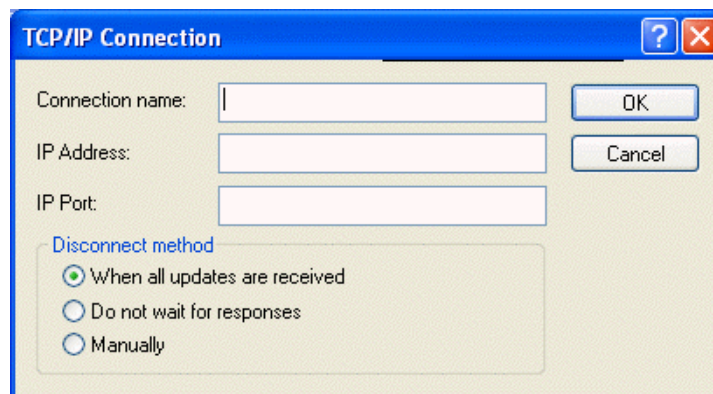 TCP/IP Connection
?
Connection name:
OK
IP Address:
Cancel
IP Port:
Disconnect method
When all updates are received
Do not wait for responses
Manually